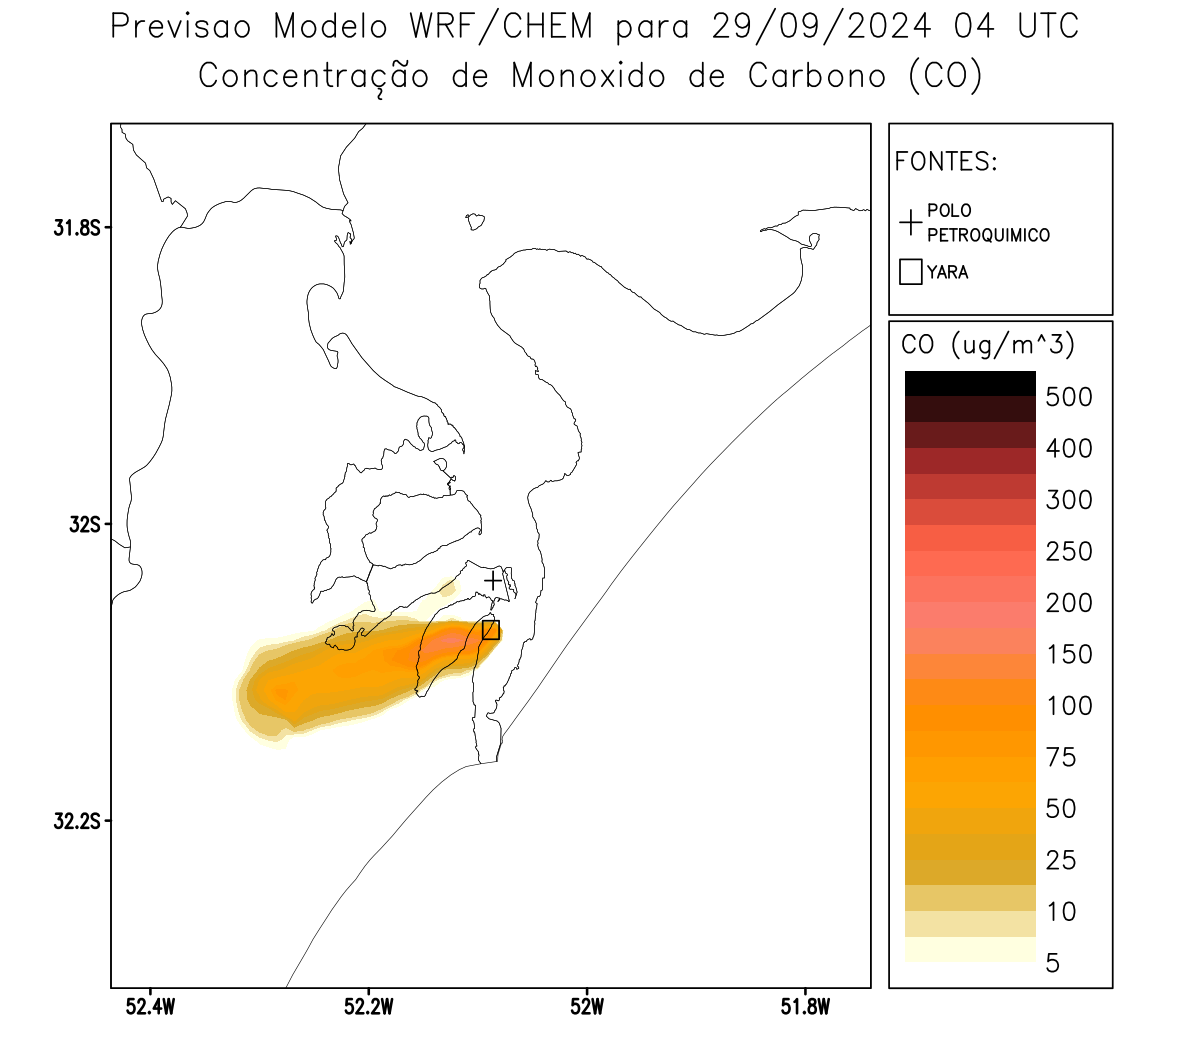 Previsao Modelo WRF/CHEM para 29/09/2024 04 UTC
Concentração de Monoxido de Carbono (CO)
FONTES:
POLO
PETROQUIMICO
YARA
CO (ug/m^3)
500
400
300
250
200
150
100
75
50
25
10
5
31.8S
32S
32.2S
52.4W
52.2W
52W
51.8W